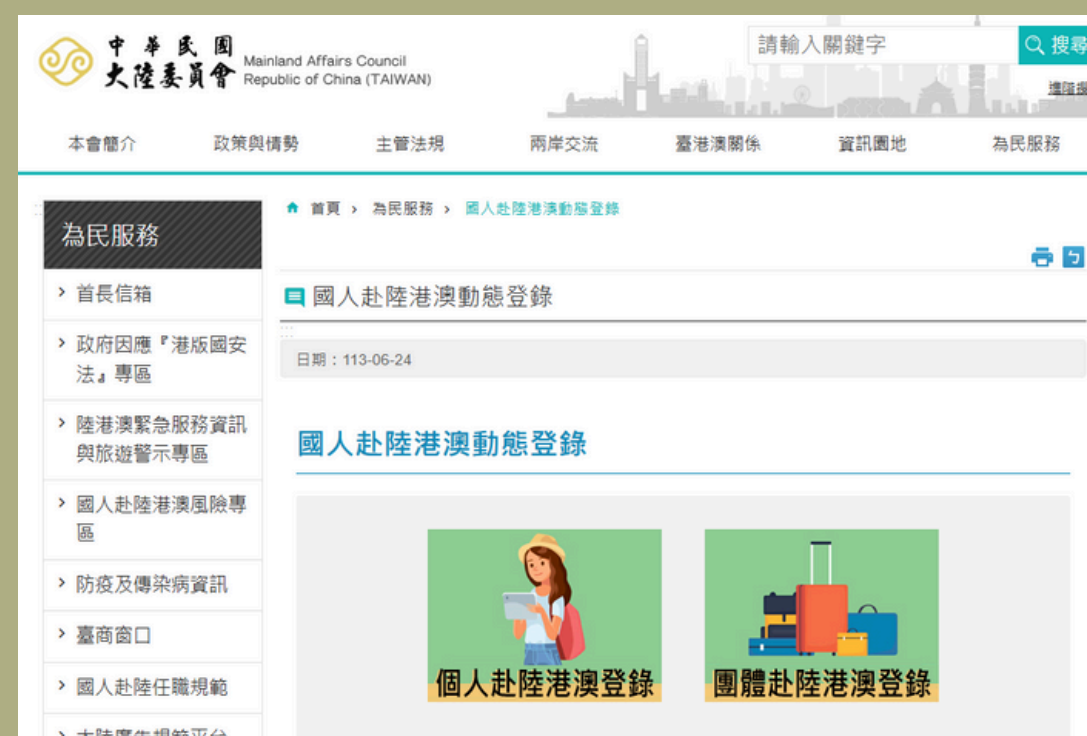 中華民國
大陸委員會
Mainland Affairs Council
Republic of China (TAIWAN)
請輸入關鍵字
搜尋
本會簡介 政策與情勢 主管法規 兩岸交流 臺港澳關係 資訊園地 為民服務
首頁 › 為民服務 › 國人赴陸港澳動態登錄
為民服務
首長信箱
政府因應『港版國安
法』專區
陸港澳緊急服務資訊
與旅遊警示專區
國人赴陸港澳風險專
區
防疫及傳染病資訊
臺商窗口
國人赴陸任職規範
國人赴陸港澳動態登錄
日期：113-06-24
國人赴陸港澳動態登錄
個人赴陸港澳登錄
團體赴陸港澳登錄